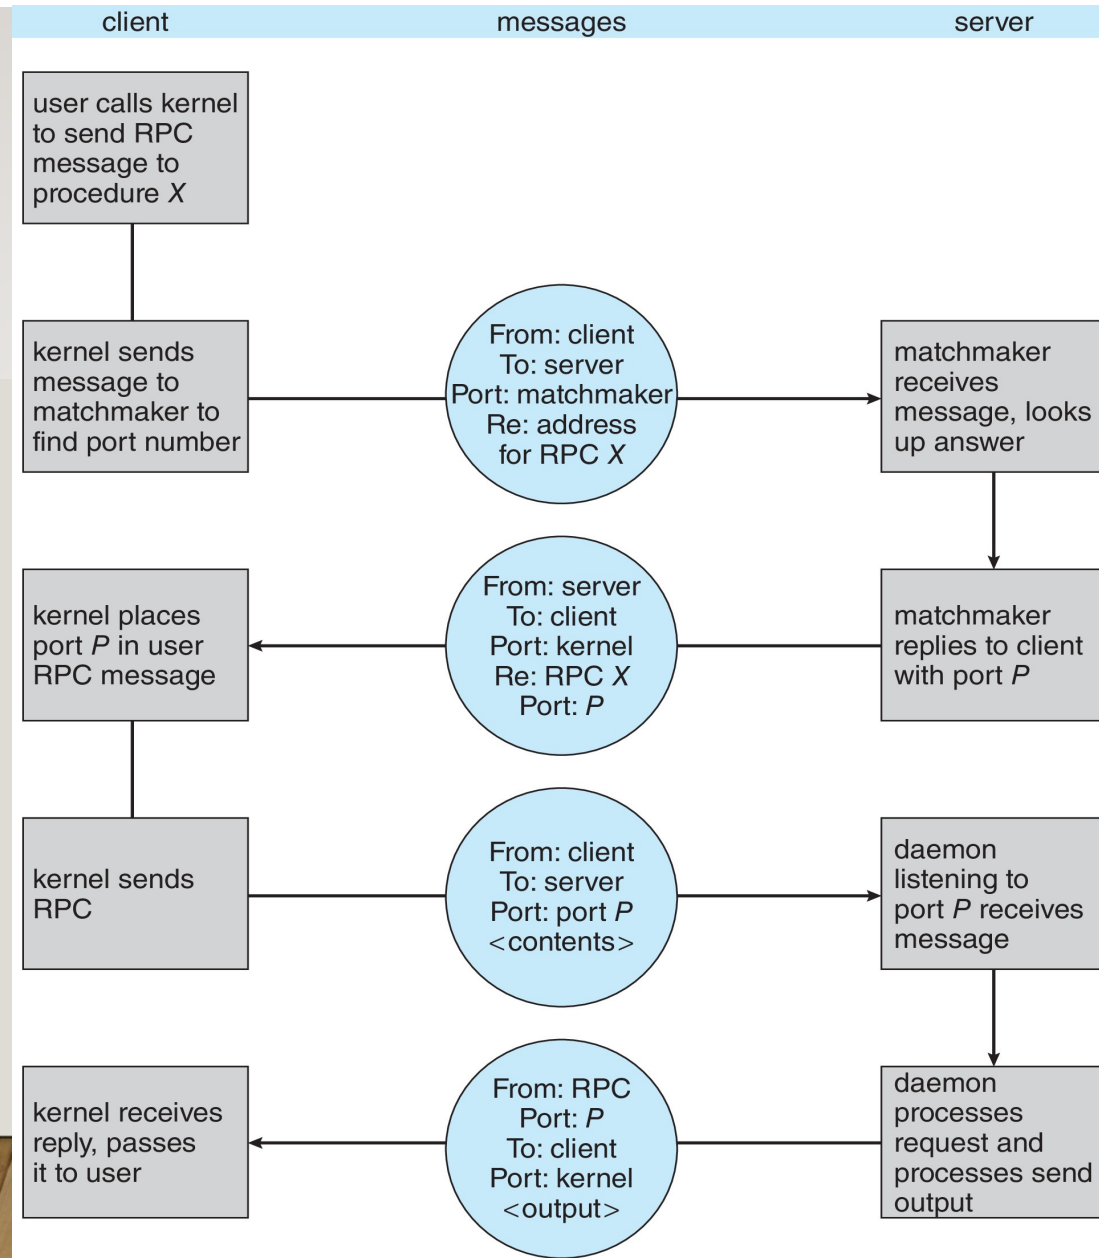 client
messages
server
user calls kernel
to send RPC
message to
procedure X
kernel sends
message to
matchmaker to
find port number
From: client
To: server
Port: matchmaker
Re: address
for RPC X
matchmaker
receives
message, looks
up answer
kernel places
port P in user
RPC message
From: server
To: client
Port: kernel
Re: RPC X
Port: P
matchmaker
replies to client
with port P
kernel sends
RPC
From: client
To: server
Port: port P
<contents>
daemon
listening to
port P receives
message
kernel receives
reply, passes
it to user
From: RPC
Port: P
To: client
Port: kernel
<output>
daemon
processes
request and
processes send
output